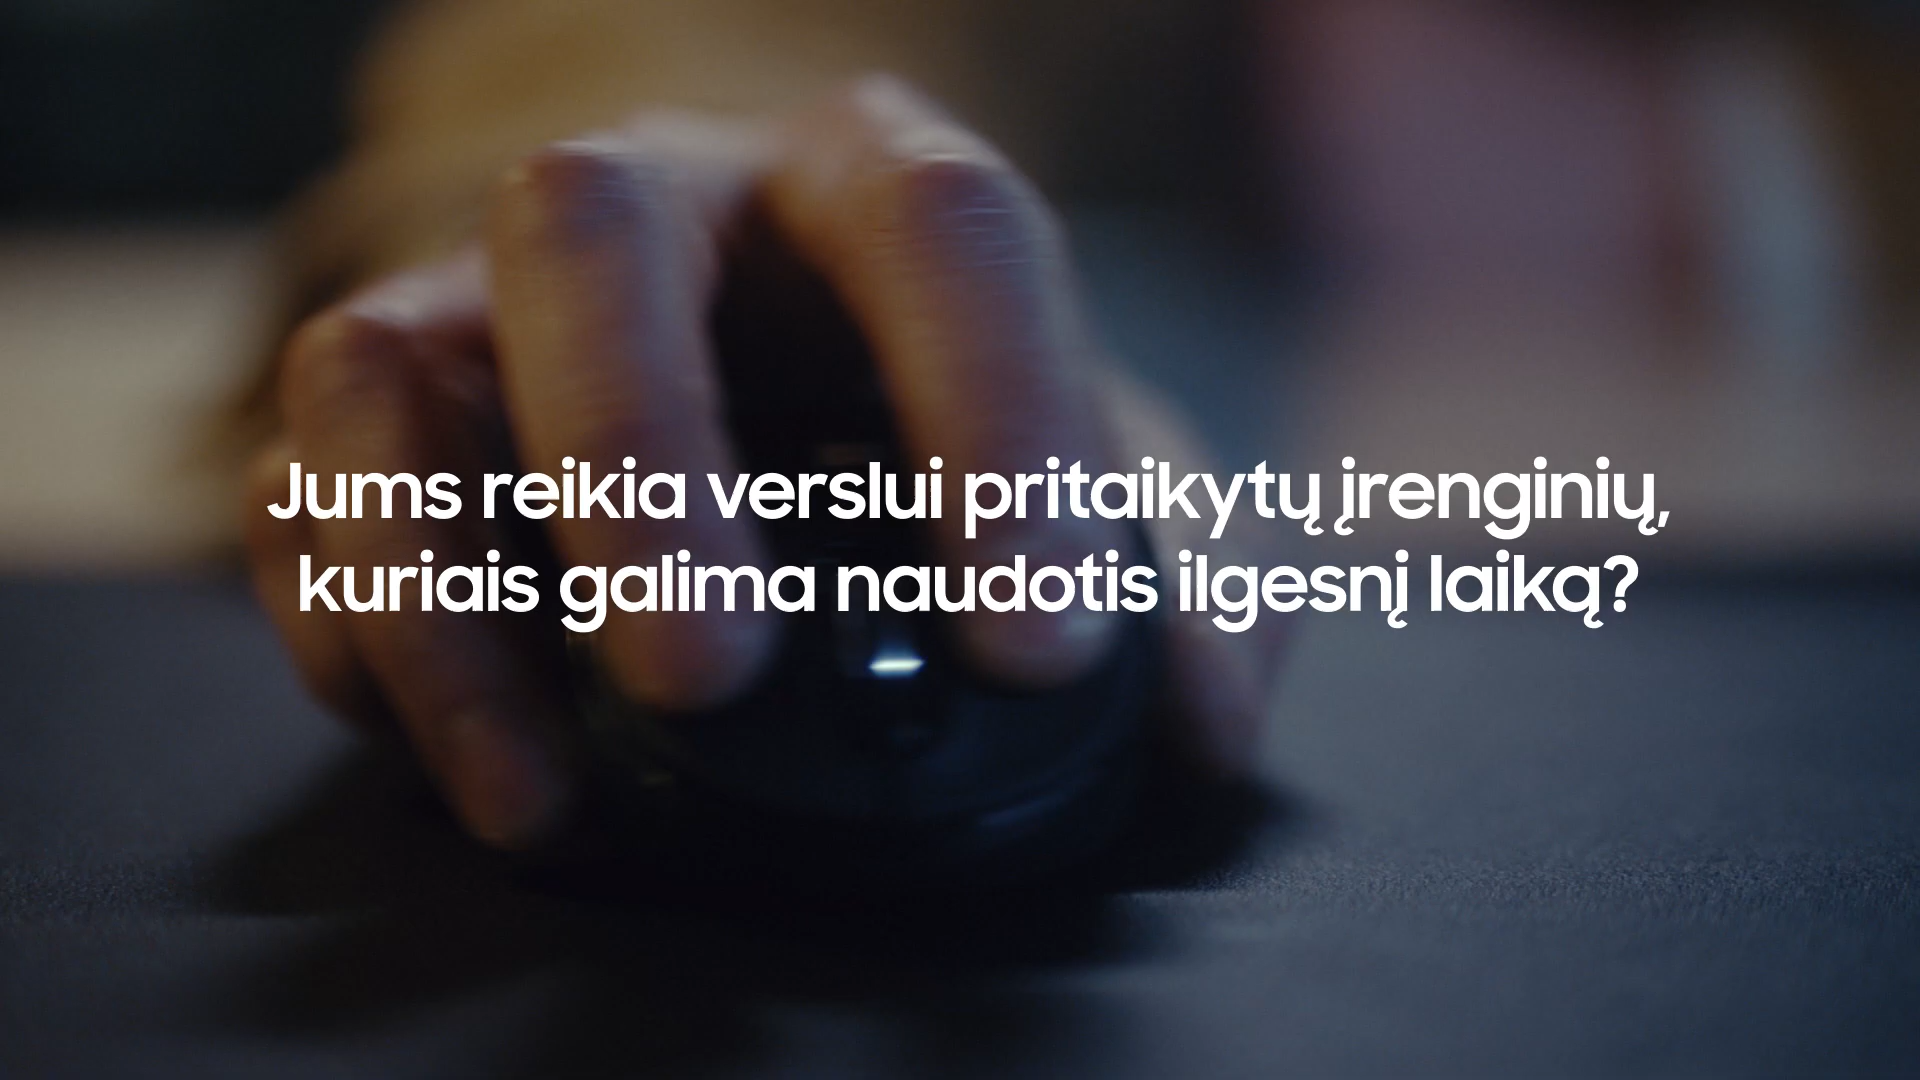 Jums reikia verslui pritaikytų įrenginių,
kuriais galima naudotis ilgesnį laiką?